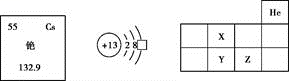 55 Cs
铯
132.9
+13 2 8
He
X
Y Z